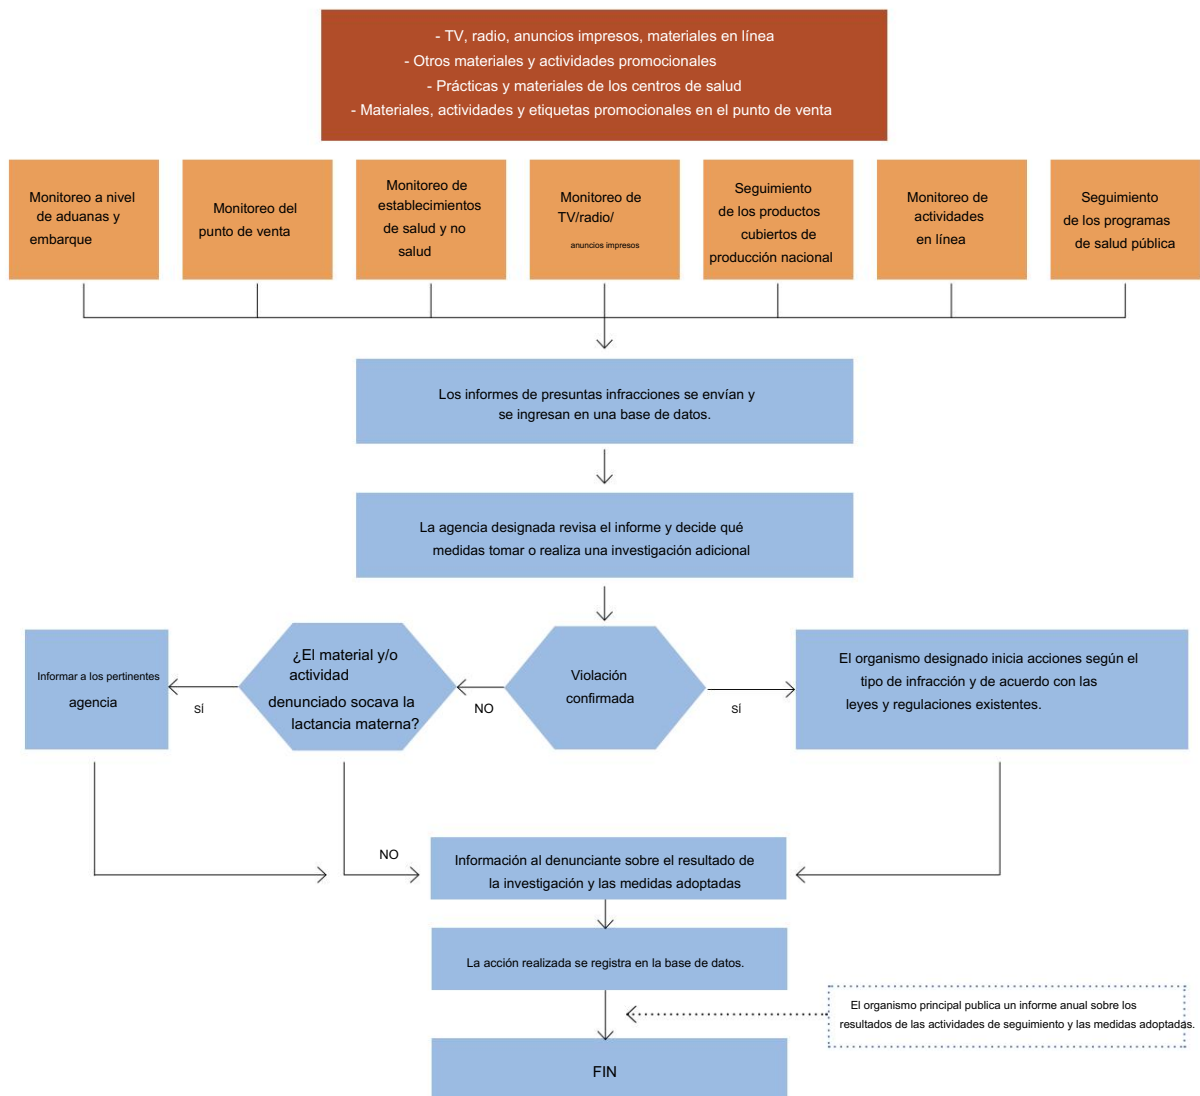 - TV, radio, anuncios impresos, materiales en línea
- Otros materiales y actividades promocionales
- Prácticas y materiales de los centros de salud
- Materiales, actividades y etiquetas promocionales en el punto de venta
Monitoreo a nivel
de aduanas y
embarque
Monitoreo del
punto de venta
Monitoreo de
establecimientos
de salud y no
salud
Monitoreo de
TV/radio/
anuncios impresos
Seguimiento
de los productos
cubiertos de
producción nacional
Monitoreo de
actividades
en línea
Seguimiento
de los programas
de salud pública
Los informes de presuntas infracciones se envían y
se ingresan en una base de datos.
La agencia designada revisa el informe y decide qué
medidas tomar o realiza una investigación adicional
Informar a los pertinentes
agencia
SÍ
¿El material y/o
actividad
denunciado socava la
lactancia materna?
NO
Violación
confirmada
SÍ
El organismo designado inicia acciones según el
tipo de infracción y de acuerdo con las
leyes y regulaciones existentes.
NO
Información al denunciante sobre el resultado de
la investigación y las medidas adoptadas
La acción realizada se registra en la base de datos.
El organismo principal publica un informe anual sobre los
resultados de las actividades de seguimiento y las medidas adoptadas.
FIN